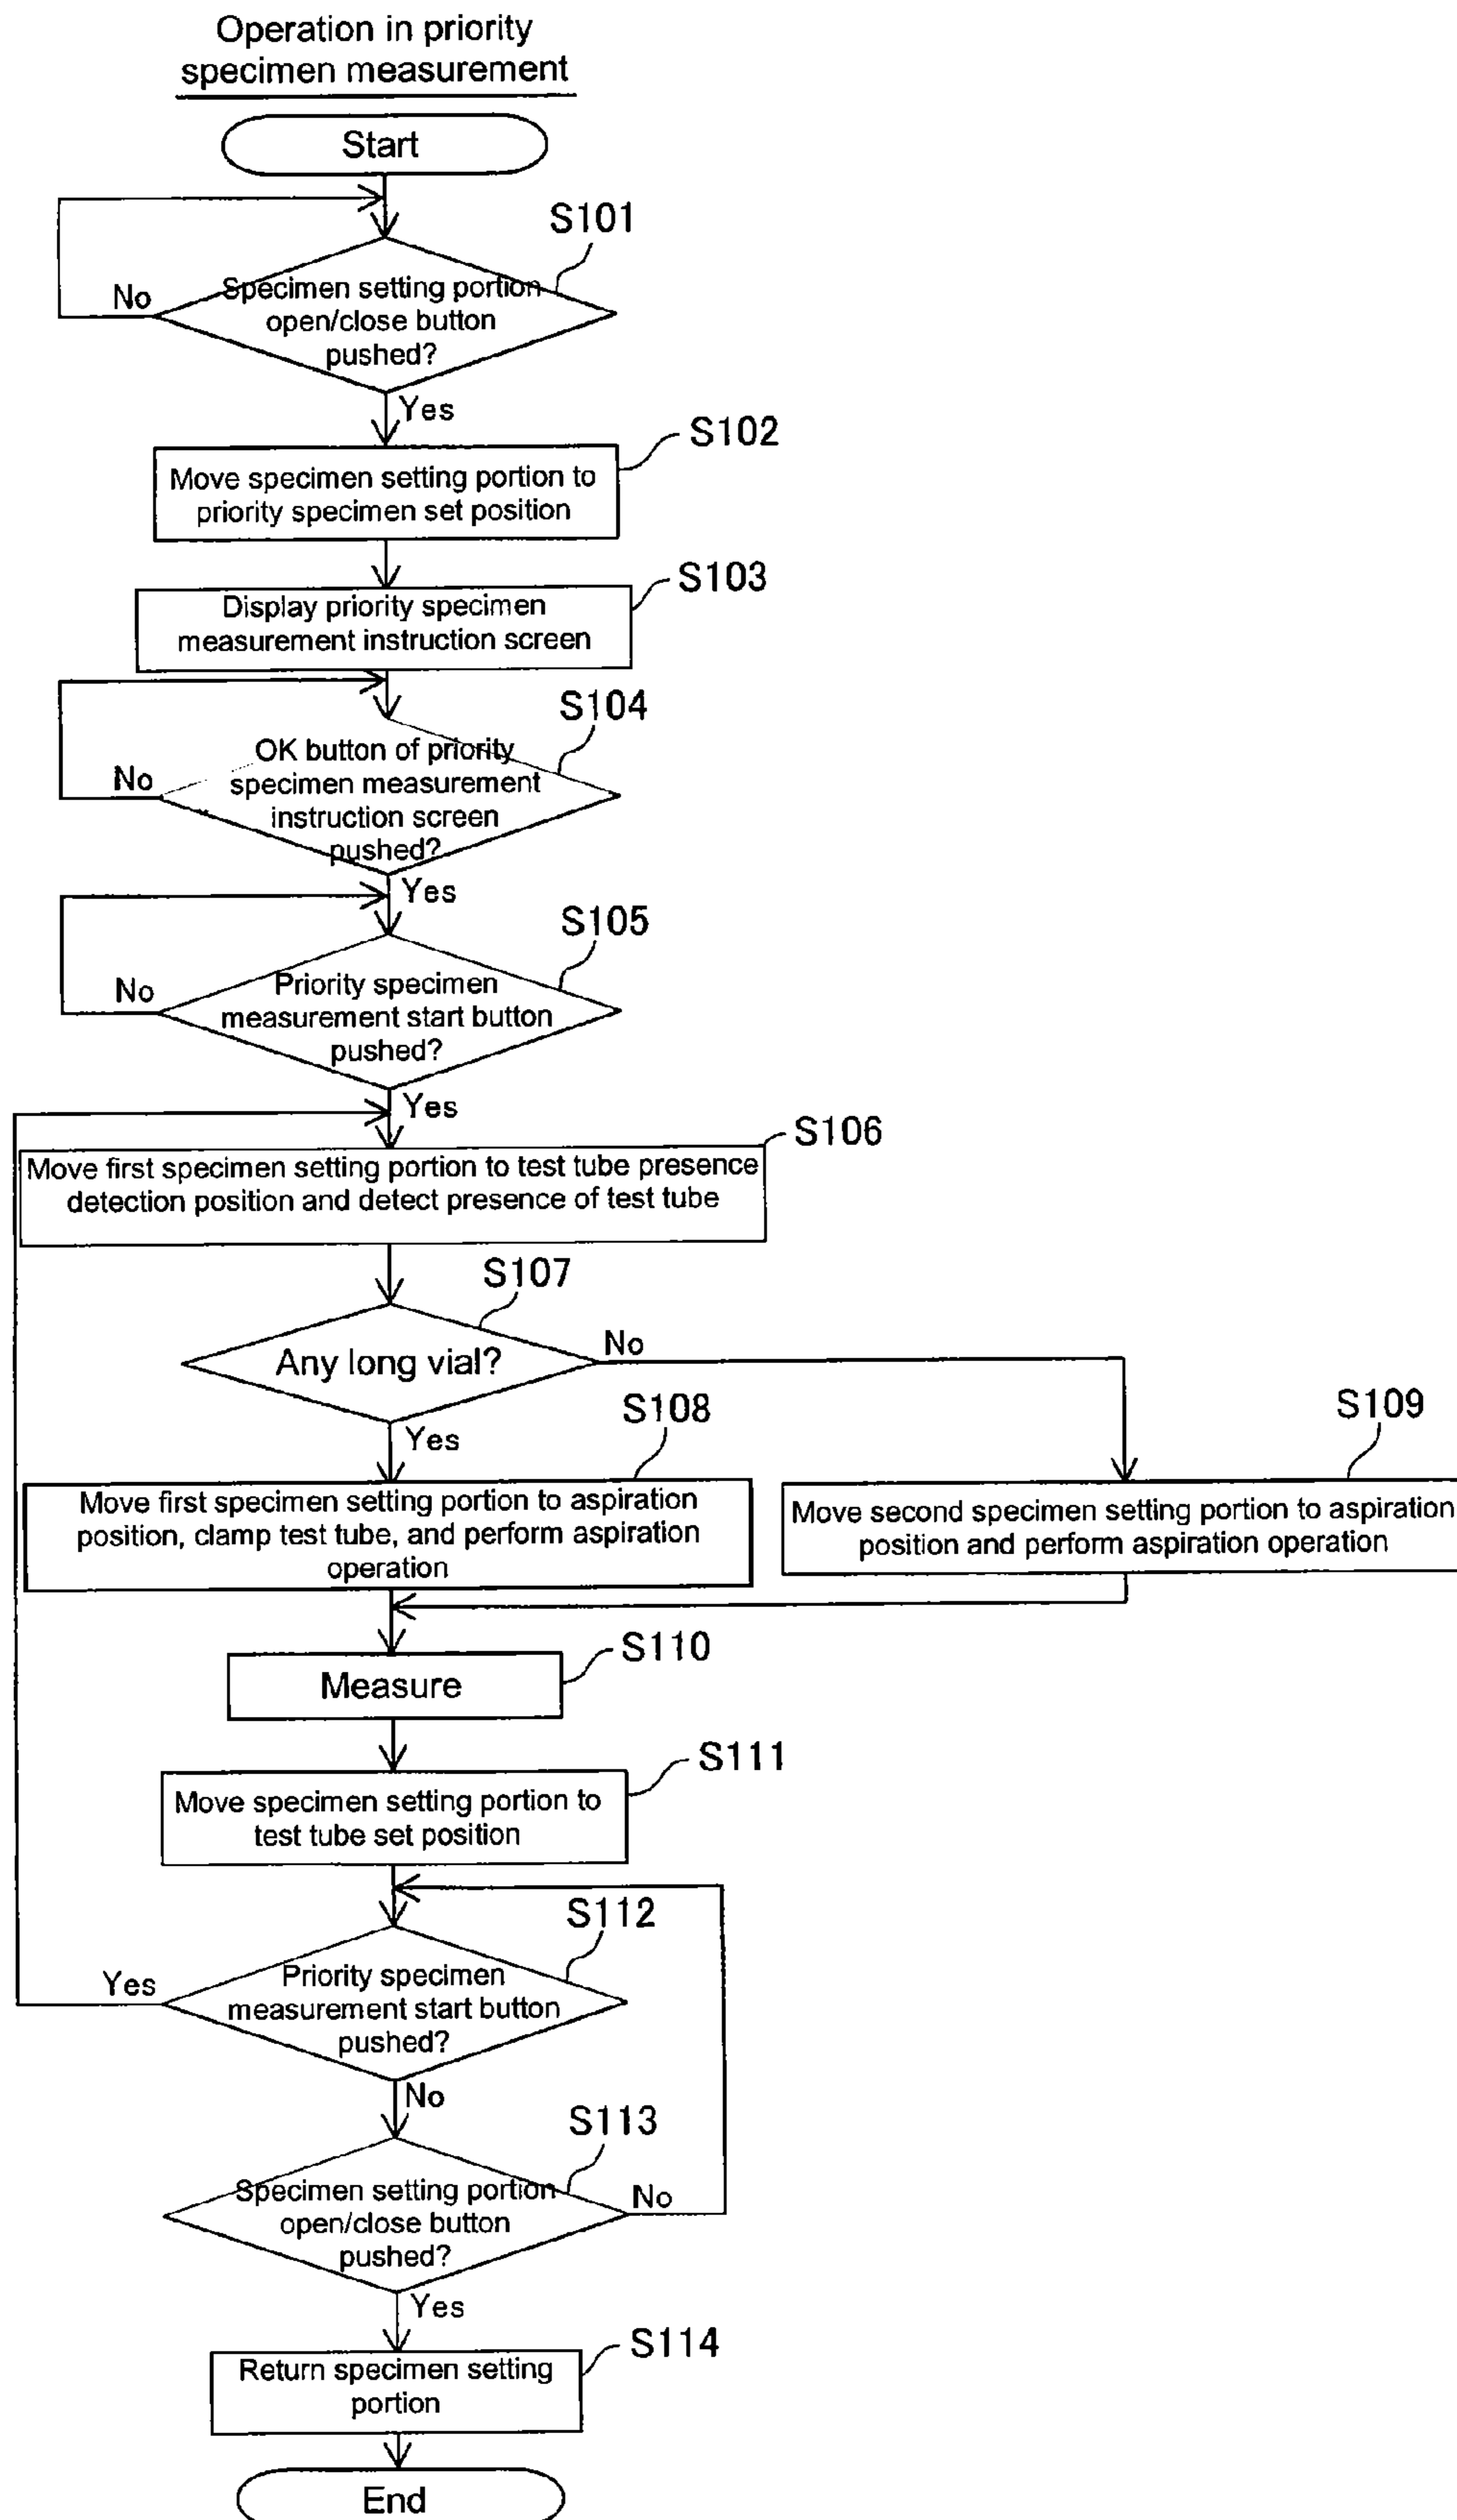 Operation in priority
specimen measurement
Start
S101
Specimen setting portion
open/close button
pushed?
No
Yes
S102
Move specimen setting portion to
priority specimen set position
S103
Display priority specimen
measurement instruction screen
S104
OK button of priority
specimen measurement
instruction screen
pushed?
No
Yes
S105
Priority specimen
measurement start button
pushed?
No
Yes
S106
Move first specimen setting portion to test tube presence
detection position and detect presence of test tube
S107
Any long vial?
No
Yes
S108
Move first specimen setting portion to aspiration
position, clamp test tube, and perform aspiration
operation
S109
Move second specimen setting portion to aspiration
position and perform aspiration operation
S110
Measure
S111
Move specimen setting portion to
test tube set position
S112
Priority specimen
measurement start button
pushed?
Yes
No
S113
Specimen setting portion
open/close button
pushed?
No
Yes
S114
Return specimen setting
portion
End